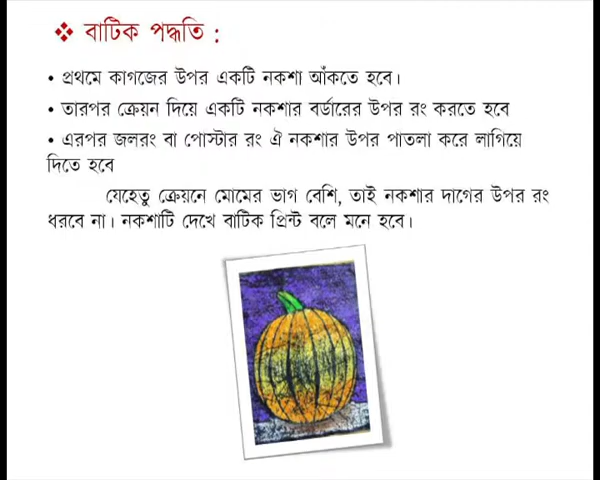 ❖ বাটিক পদ্ধতি :
• প্রথমে কাগজের উপর একটি নকশা আঁকতে হবে।
• তারপর ক্রেয়ন দিয়ে একটি নকশার বর্ডারের উপর রং করতে হবে
• এরপর জলরং বা পোস্টার রং ঐ নকশার উপর পাতলা করে লাগিয়ে
দিতে হবে
যেহেতু ক্রেয়নে মোমের ভাগ বেশি, তাই নকশার দাগের উপর রং
ধরবে না। নকশাটি দেখে বাটিক প্রিন্ট বলে মনে হবে।